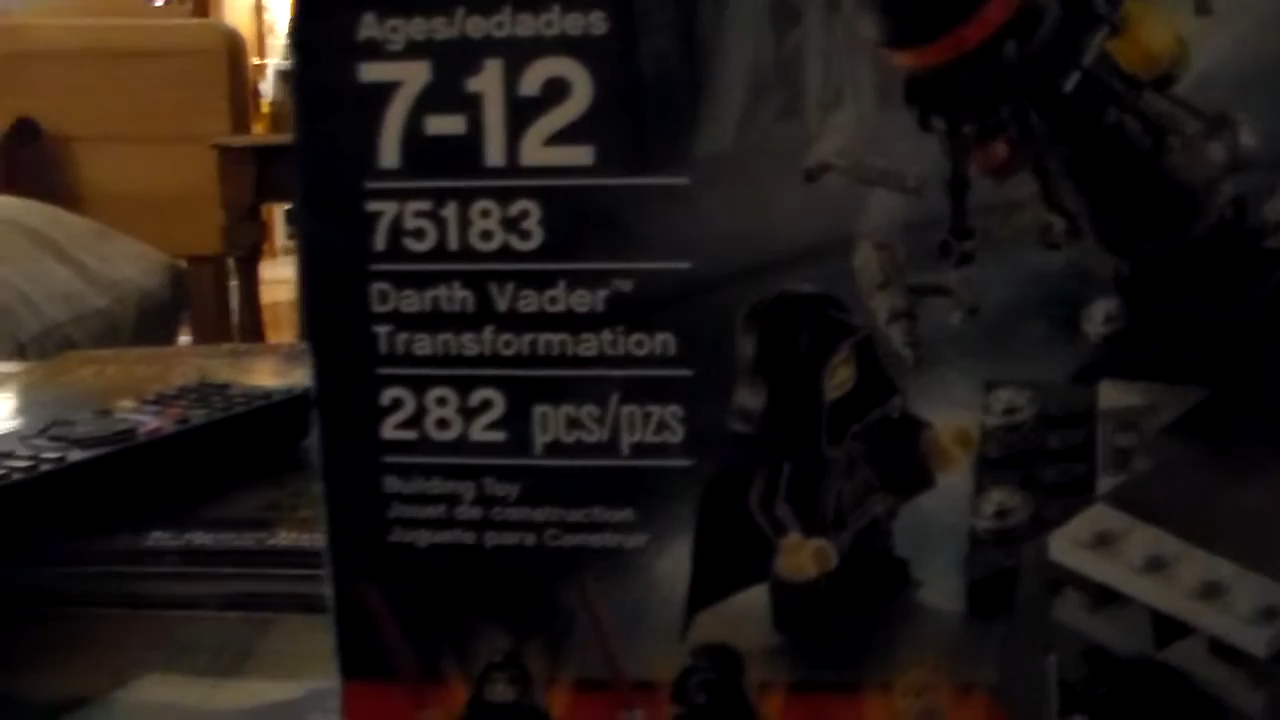 Ages/edades
7-12
75183
Darth Vader™
Transformation
282 pcs/pzs
Building Toy
Jouet de construction
Juguete para Construir